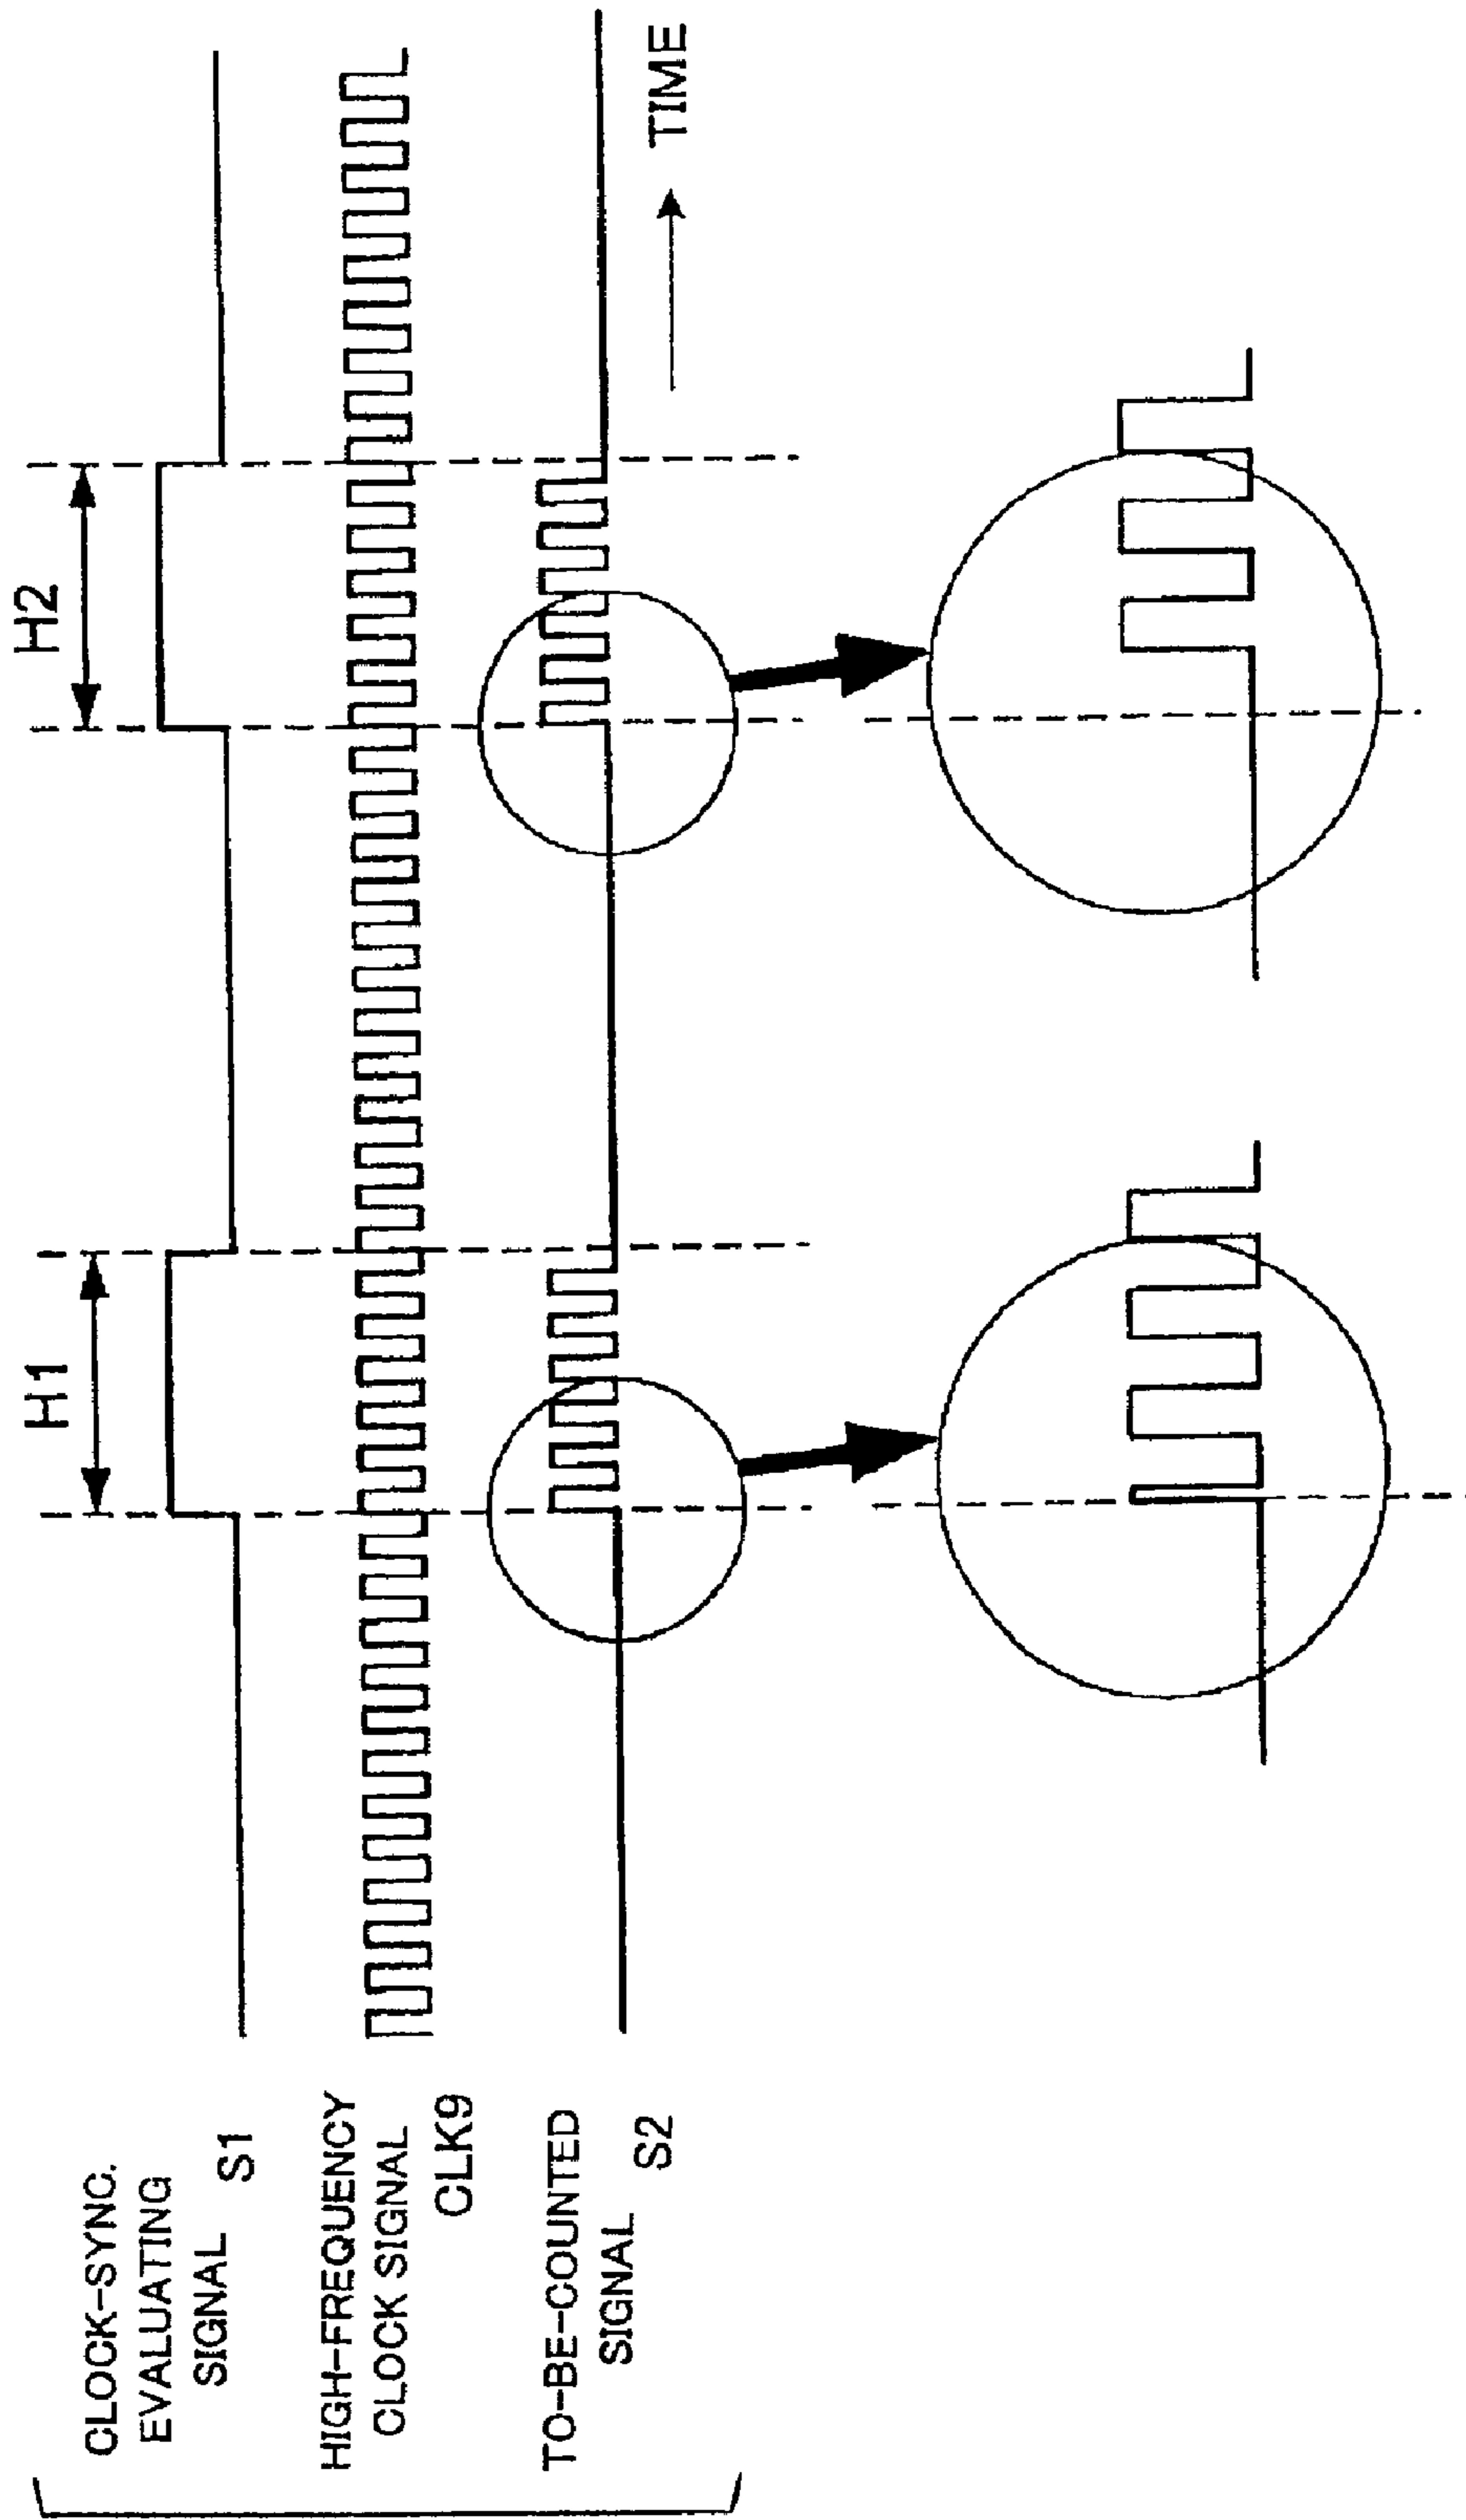 H1
H2
CLOCK-SYNC.
EVALUATING
SIGNAL S1
HIGH-FREQUENCY
CLOCK SIGNAL
CLK9
TO-BE-COUNTED
SIGNAL
S2
TIME